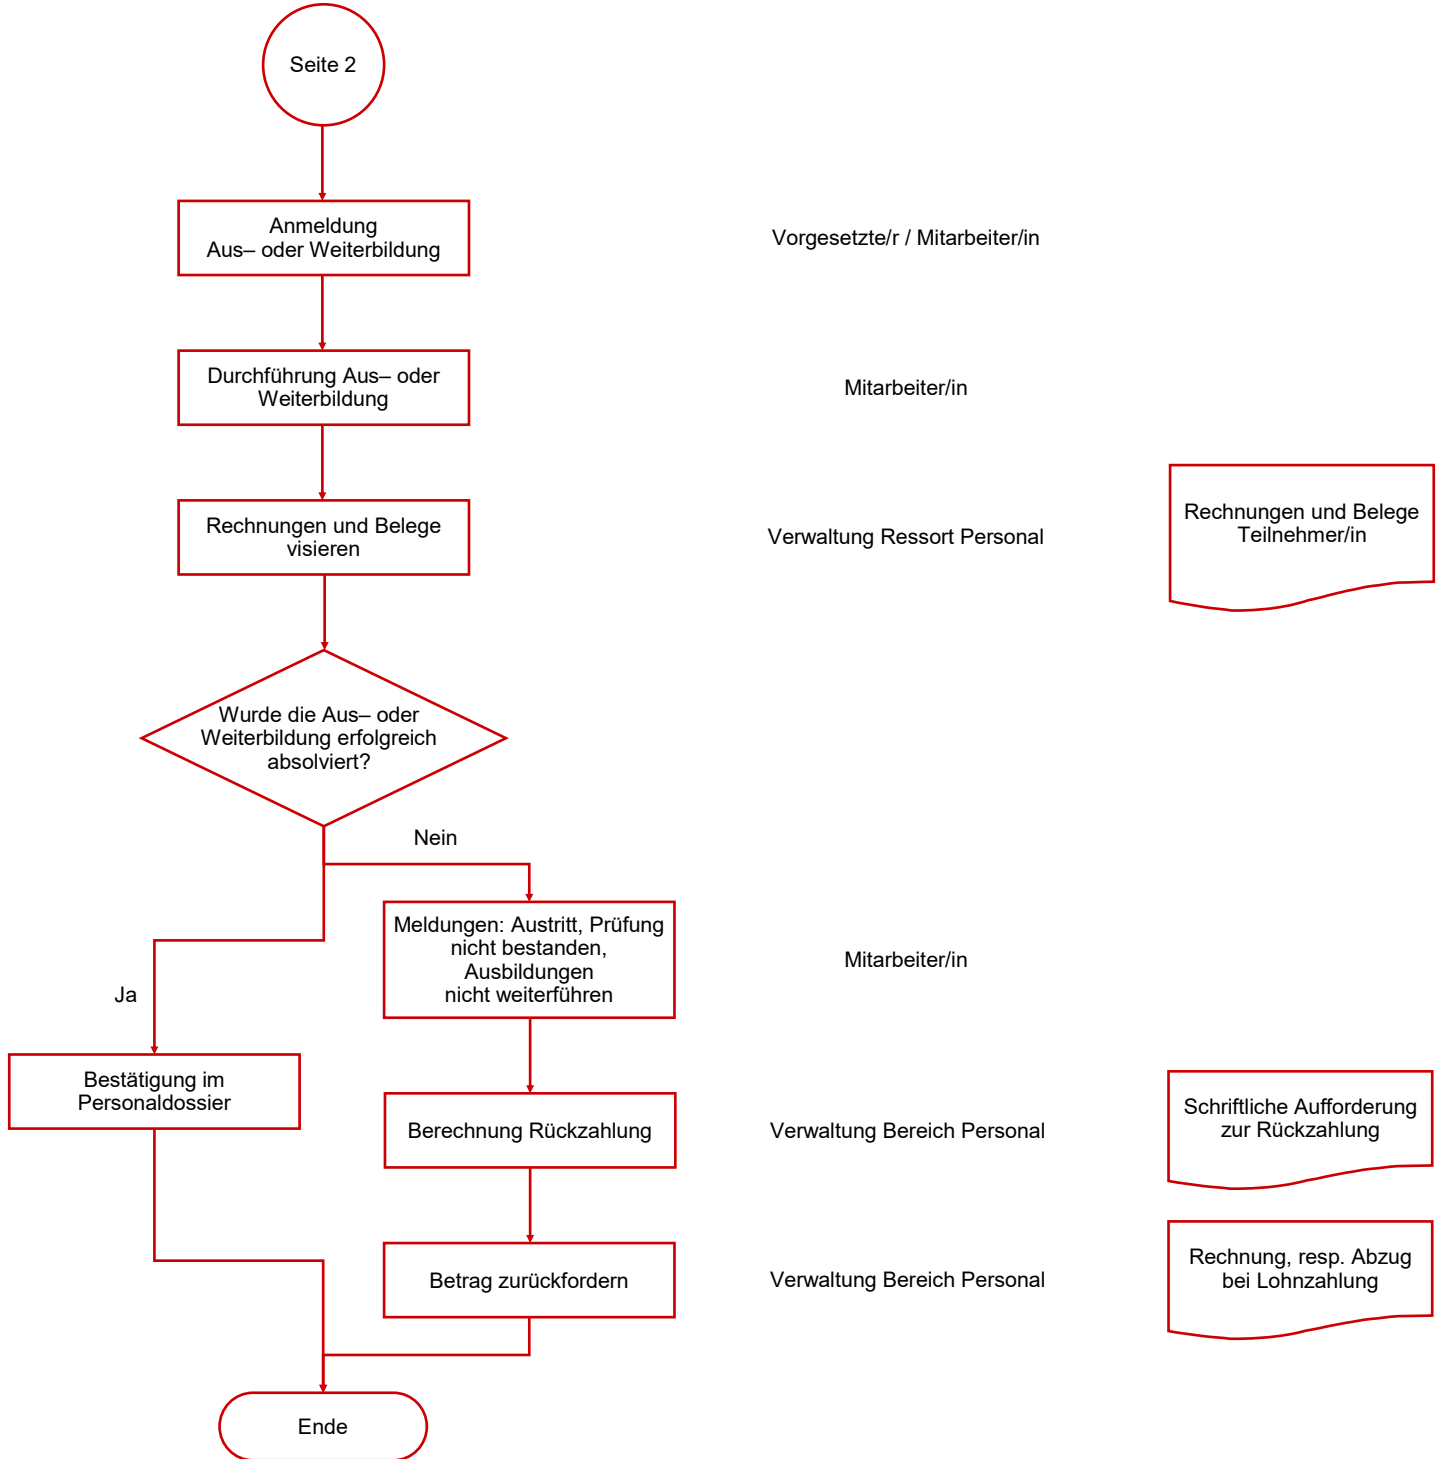 Seite 2
Anmeldung
Aus– oder Weiterbildung
Vorgesetzte/r / Mitarbeiter/in
Durchführung Aus– oder
Weiterbildung
Mitarbeiter/in
Rechnungen und Belege
visieren
Verwaltung Ressort Personal
Rechnungen und Belege
Teilnehmer/in
Wurde die Aus– oder
Weiterbildung erfolgreich
absolviert?
Nein
Meldungen: Austritt, Prüfung
nicht bestanden,
Ausbildungen
nicht weiterführen
Mitarbeiter/in
Ja
Bestätigung im
Personaldossier
Berechnung Rückzahlung
Verwaltung Bereich Personal
Schriftliche Aufforderung
zur Rückzahlung
Betrag zurückfordern
Verwaltung Bereich Personal
Rechnung, resp. Abzug
bei Lohnzahlung
Ende